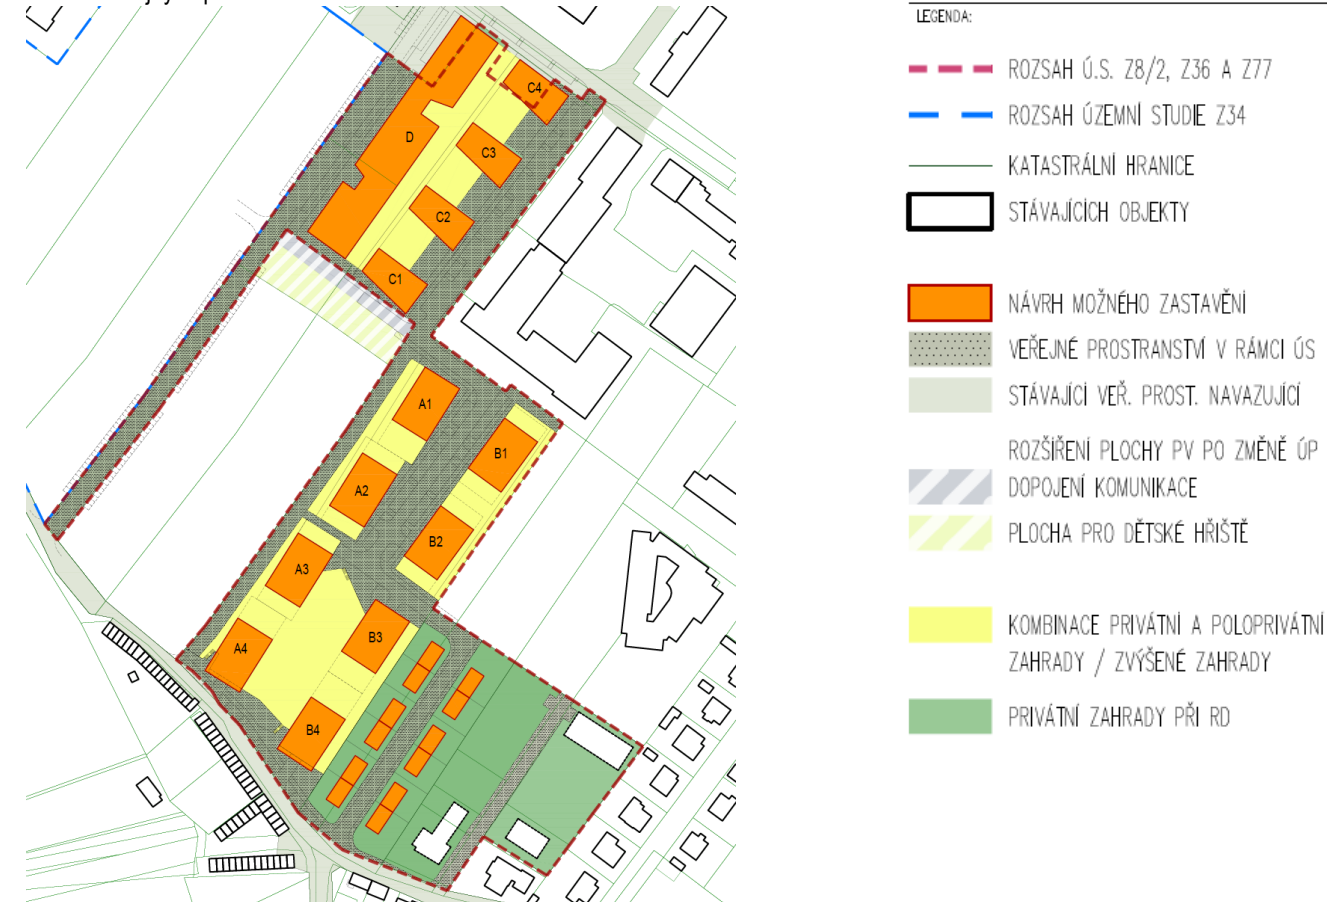 LEGENDA:
ROZSAH Ú.S. Z8/2, Z36 A Z77
ROZSAH ÚZEMNÍ STUDIE Z34
KATASTRÁLNÍ HRANICE
STÁVAJÍCÍCH OBJEKTY
NÁVRH MOŽNÉHO ZASTAVĚNÍ
VEŘEJNÉ PROSTRANSTVÍ V RÁMCI ÚS
STÁVAJÍCÍ VEŘ. PROST. NAVAZUJÍCÍ
ROZŠÍŘENÍ PLOCHY PV PO ZMĚNĚ ÚP
DOPOJENÍ KOMUNIKACE
PLOCHA PRO DĚTSKÉ HŘIŠTĚ
KOMBINACE PRIVÁTNÍ A POLOPRIVÁTNÍ
ZAHRADY / ZVÝŠENÉ ZAHRADY
PRIVÁTNÍ ZAHRADY PŘI RD
C4
D
C3
C2
C1
A1
B1
A2
B2
A3
B3
A4
B4